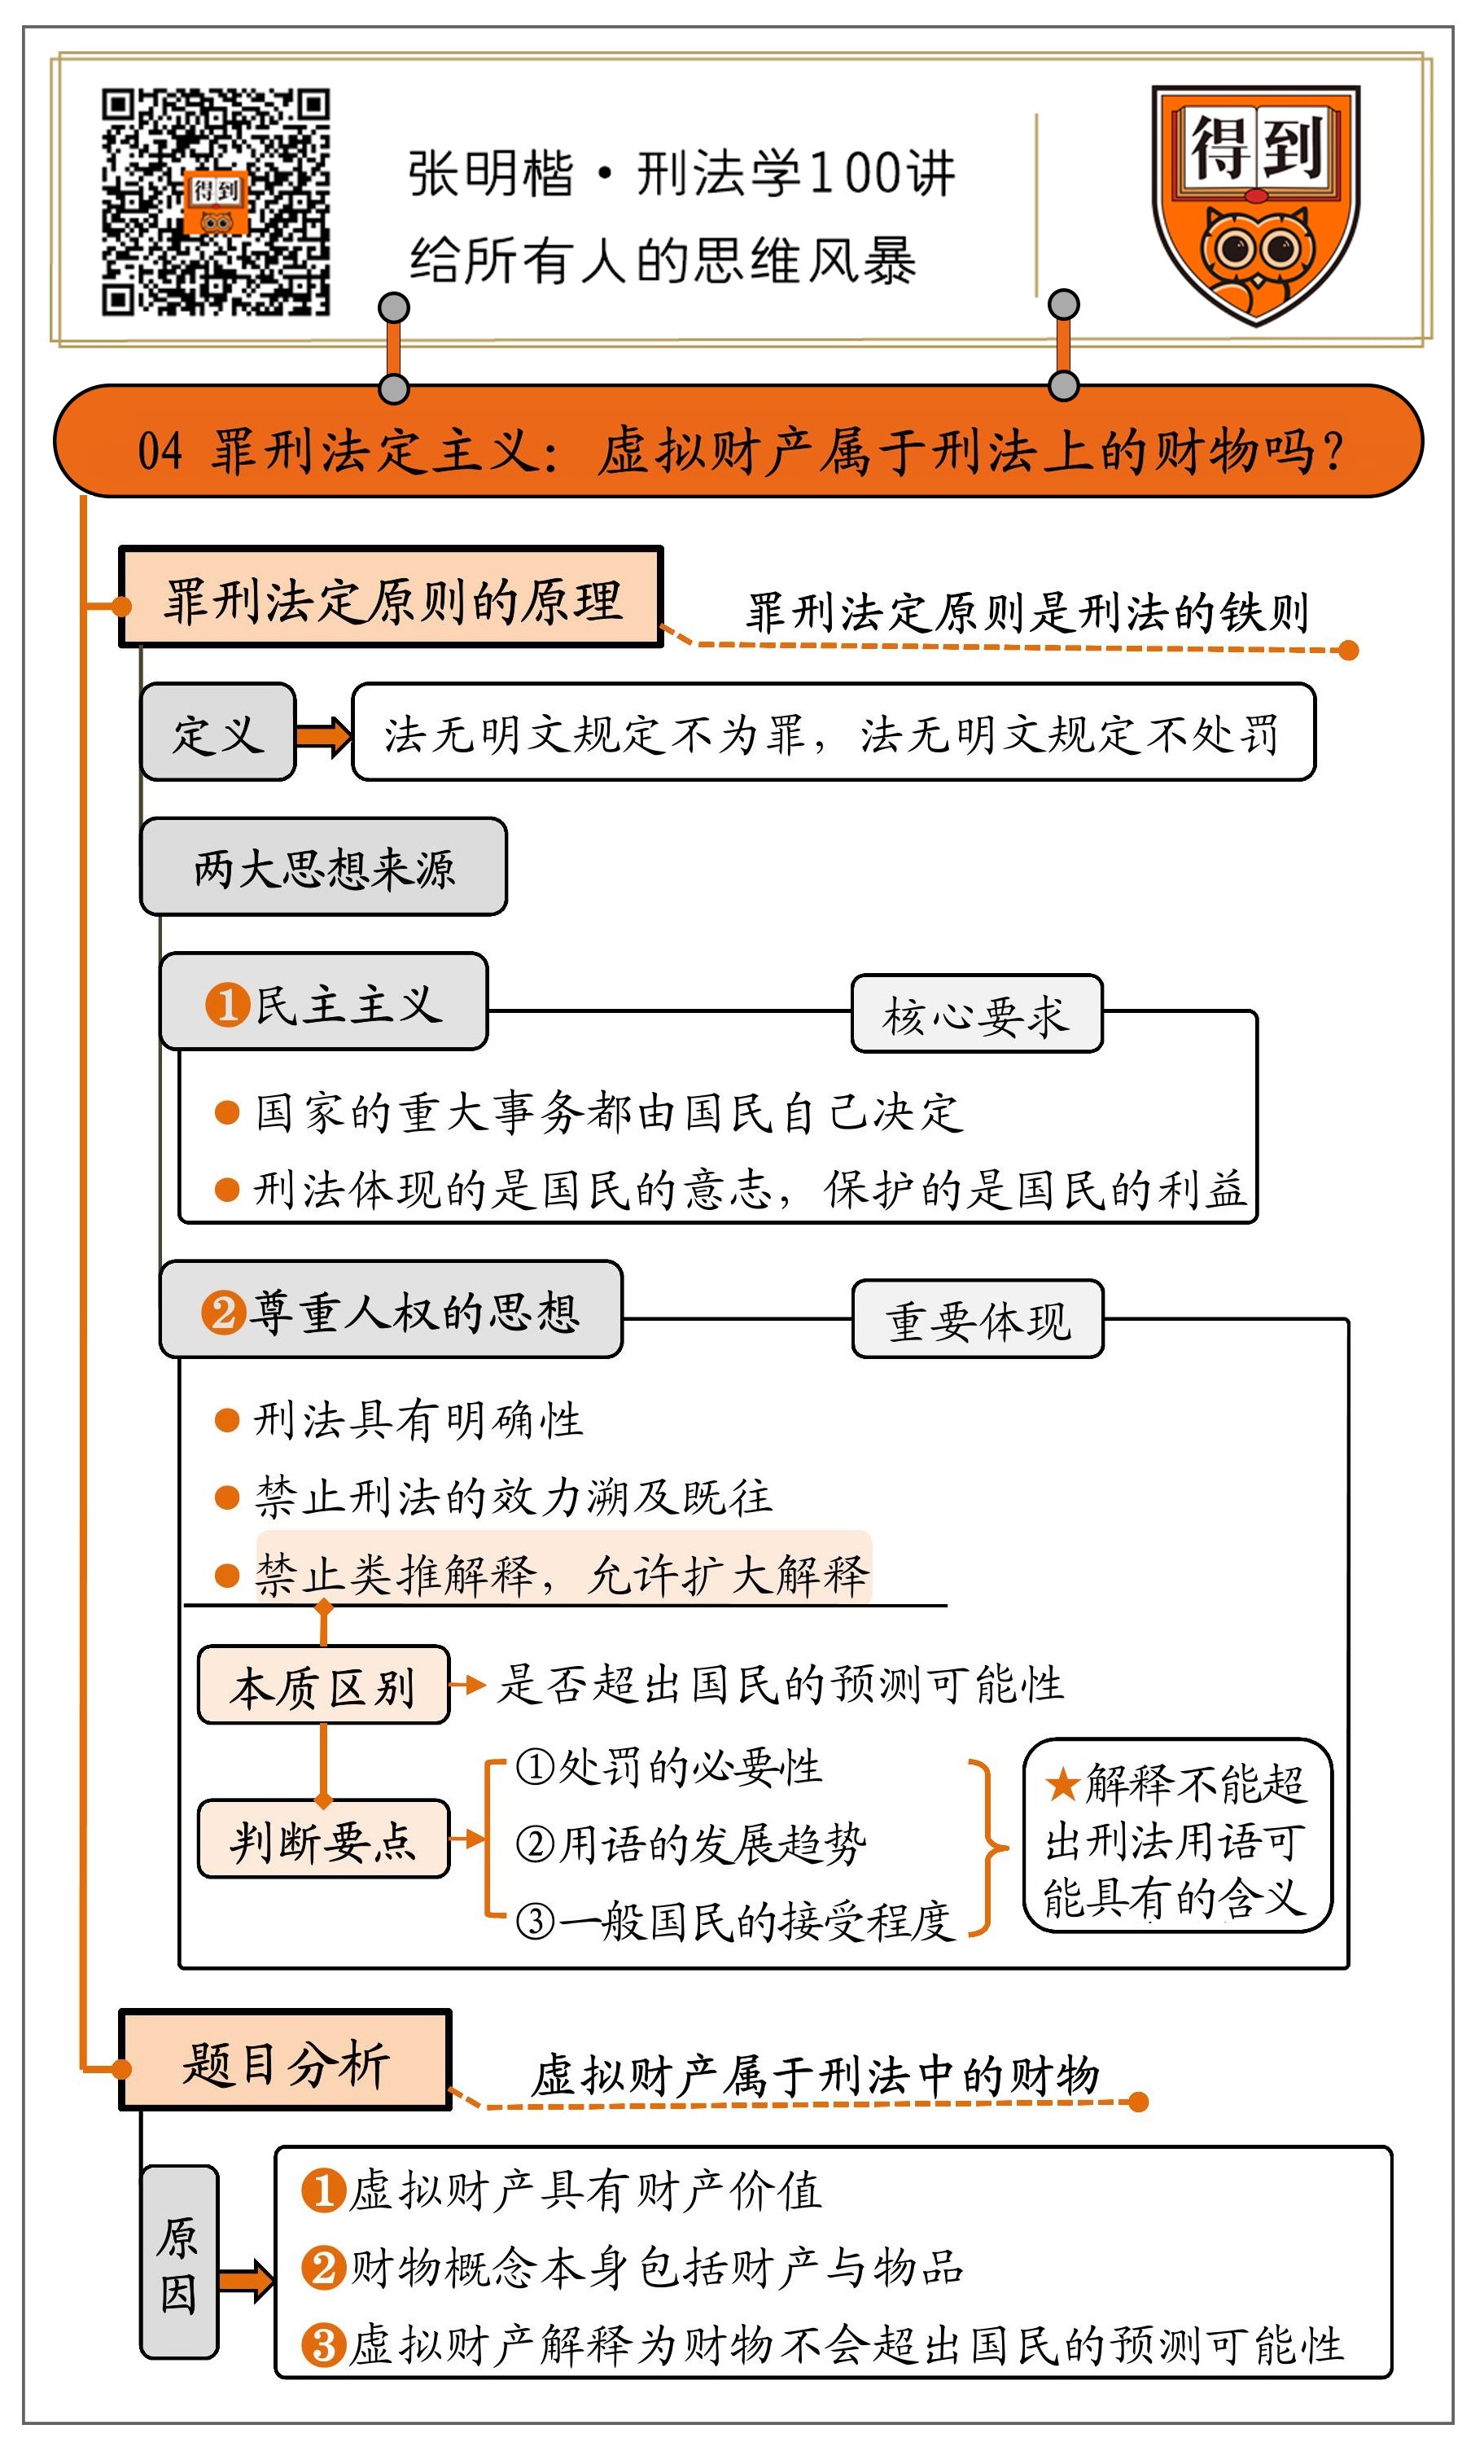 得到
张明楷·刑法学100讲
给所有人的思维风暴
得到
04 罪刑法定主义：虚拟财产属于刑法上的财物吗？
罪刑法定原则的原理
罪刑法定原则是刑法的铁则
定义
法无明文规定不为罪，法无明文规定不处罚
两大思想来源
❶民主主义
核心要求
国家的重大事务都由国民自己决定
刑法体现的是国民的意志，保护的是国民的利益
❷尊重人权的思想
重要体现
刑法具有明确性
禁止刑法的效力溯及既往
禁止类推解释，允许扩大解释
本质区别
是否超出国民的预测可能性
判断要点
①处罚的必要性
②用语的发展趋势
③一般国民的接受程度
★解释不能超
出刑法用语可
能具有的含义
题目分析
虚拟财产属于刑法中的财物
原
因
❶虚拟财产具有财产价值
❷财物概念本身包括财产与物品
❸虚拟财产解释为财物不会超出国民的预测可能性